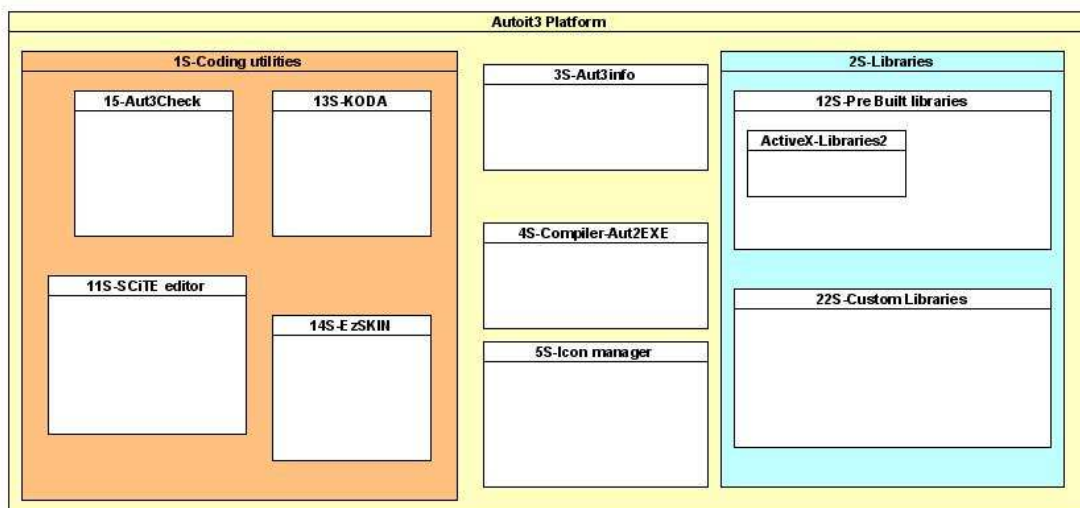 Autoit3 Platform
1S-Coding utilities
15-Aut3Check
13S-KODA
11S-SCiTE editor
14S-EzSKIN
3S-Aut3info
4S-Compiler-Aut2EXE
5S-Icon manager
2S-Libraries
12S-Pre Built libraries
ActiveX-Libraries2
22S-Custom Libraries